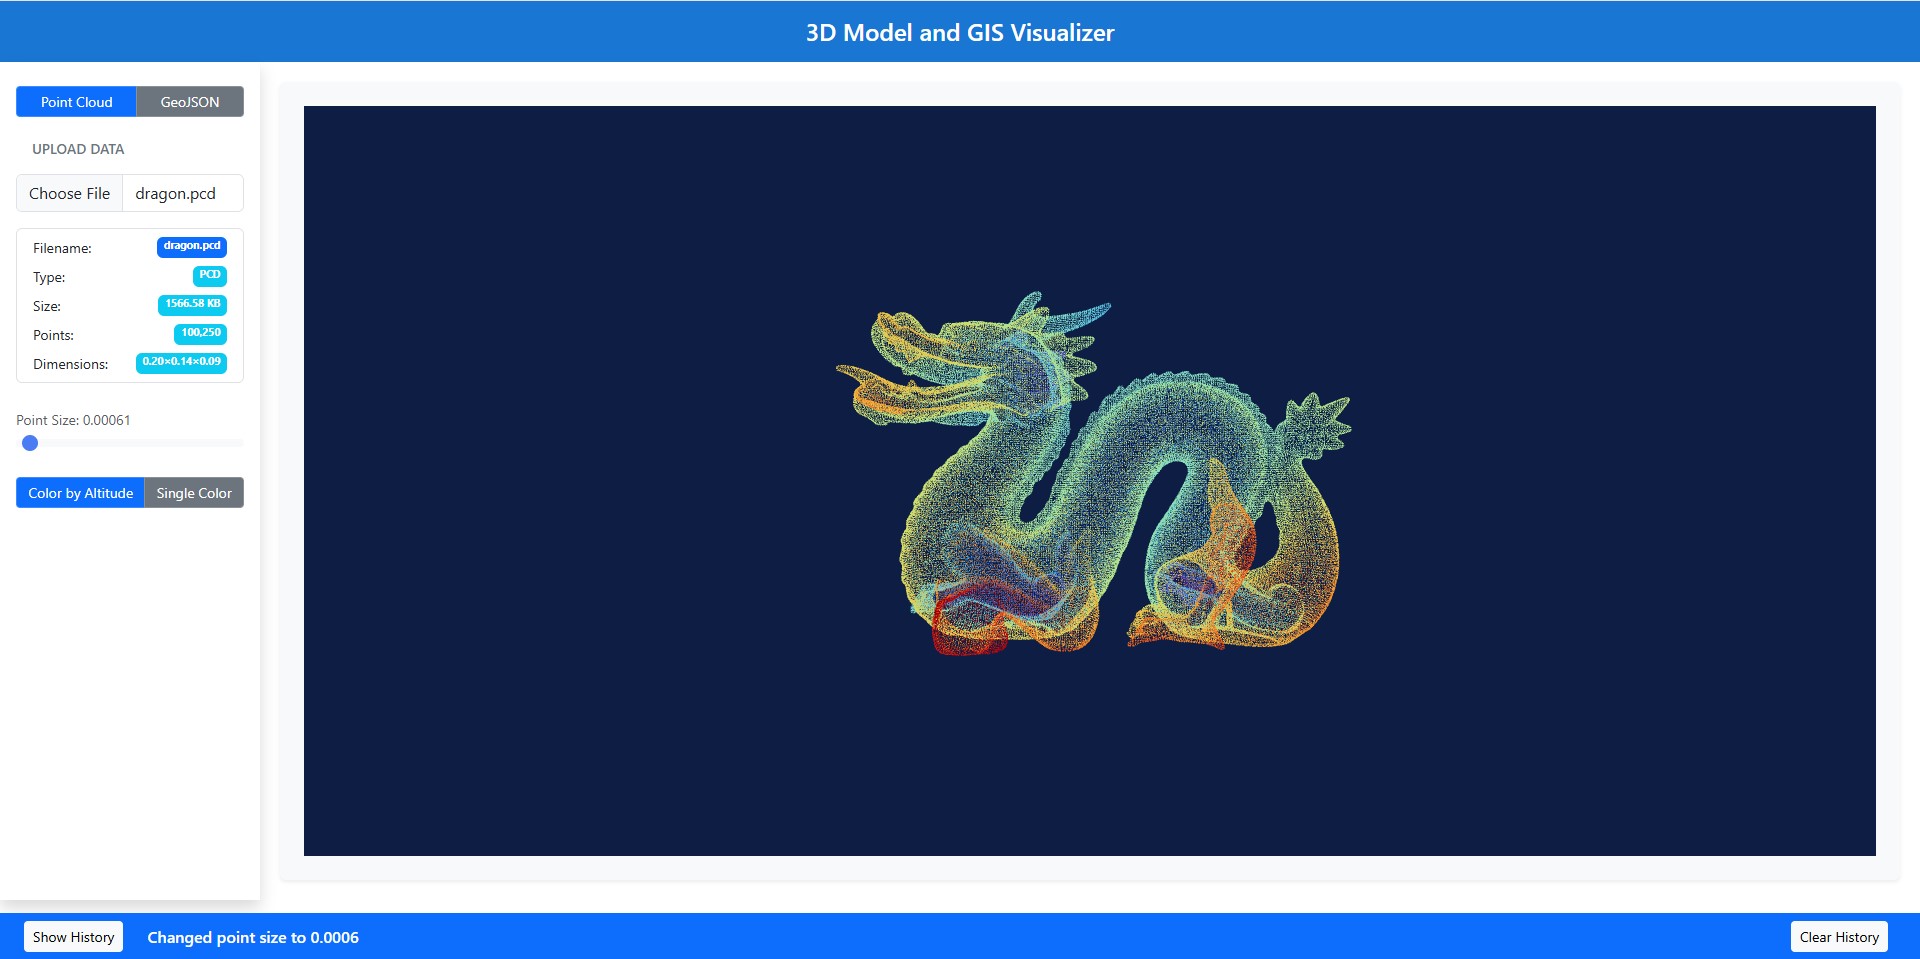 3D Model and GIS Visualizer
Point Cloud GeoJSON
UPLOAD DATA
Choose File dragon.pcd
Filename: dragon.pcd
Type: PCD
Size: 1566.58 KB
Points: 100,250
Dimensions: 0.20×0.14×0.09
Point Size: 0.00061
Color by Altitude Single Color
Show History Changed point size to 0.0006 Clear History